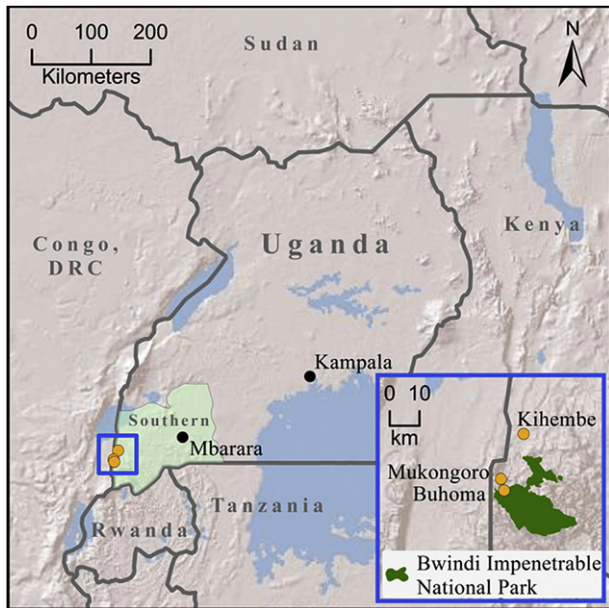 0 100 200
Kilometers
Sudan
N
Congo,
DRC
Uganda
Kenya
Kampala
Southern
Mbarara
Rwanda
Tanzania
0 10
km
Kihembe
Mukongoro
Buhoma
Bwindi Impenetrable
National Park